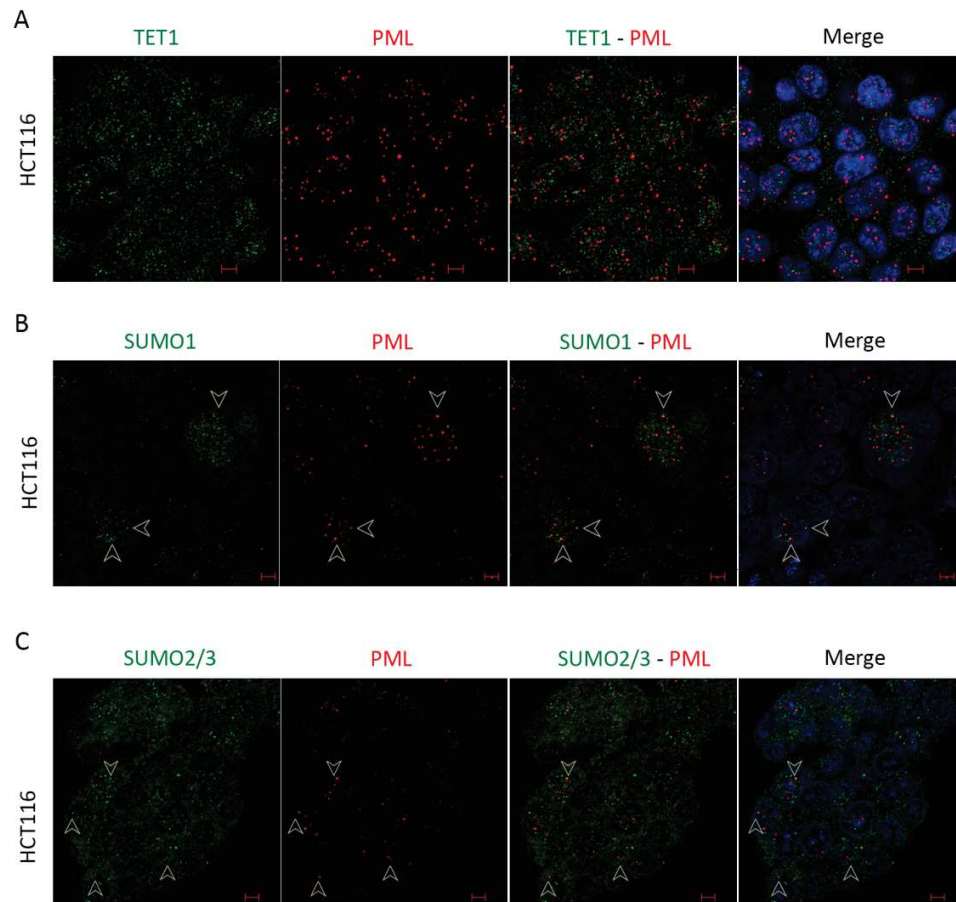 A
TET1 PML TET1 - PML Merge
HCT116
B
SUMO1 PML SUMO1 - PML Merge
HCT116
C
SUMO2/3 PML SUMO2/3 - PML Merge
HCT116